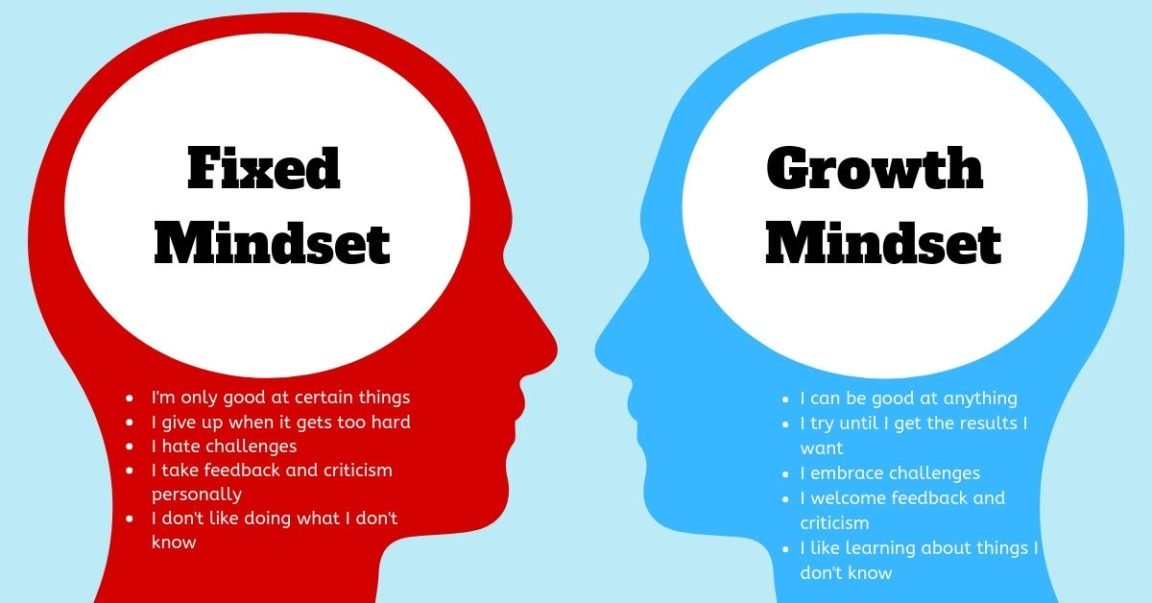 Fixed
Mindset
• I'm only good at certain things
• I give up when it gets too hard
• I hate challenges
• I take feedback and criticism
personally
• I don't like doing what I don't
know
Growth
Mindset
• I can be good at anything
• I try until I get the results I
want
• I embrace challenges
• I welcome feedback and
criticism
• I like learning about things I
don't know